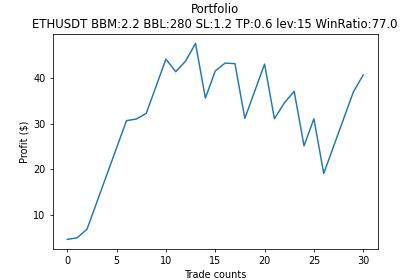 Portfolio
ETHUSDT BBM:2.2 BBL:280 SL:1.2 TP:0.6 lev:15 WinRatio:77.0
Profit ($)
40
30
20
10
0 5 10 15 20 25 30
Trade counts